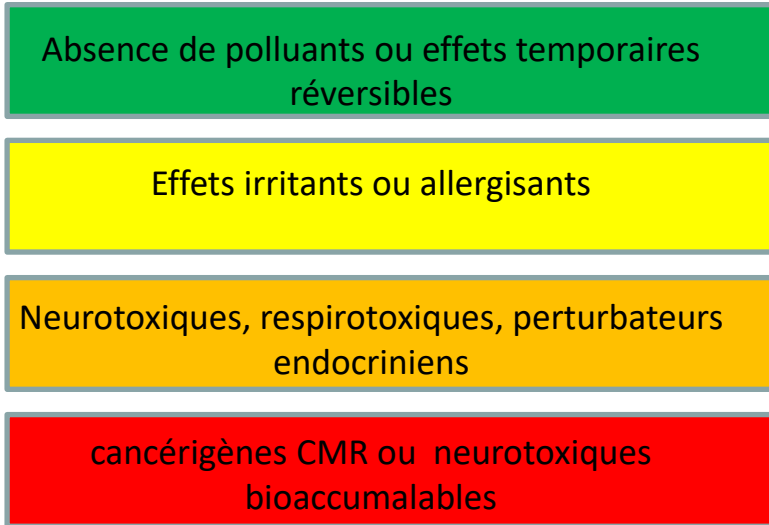 Absence de polluants ou effets temporaires
réversibles
Effets irritants ou allergisants
Neurotoxiques, respirotoxiques, perturbateurs
endocriniens
cancérigènes CMR ou  neurotoxiques
bioaccumalables